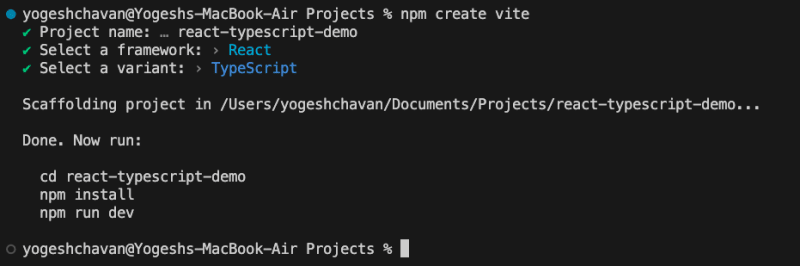 yogeshchavan@Yogeshs-MacBook-Air Projects % npm create vite
✔ Project name: … react-typescript-demo
✔ Select a framework: › React
✔ Select a variant: › TypeScript
Scaffolding project in /Users/yogeshchavan/Documents/Projects/react-typescript-demo...
Done. Now run:
cd react-typescript-demo
npm install
npm run dev
yogeshchavan@Yogeshs-MacBook-Air Projects %